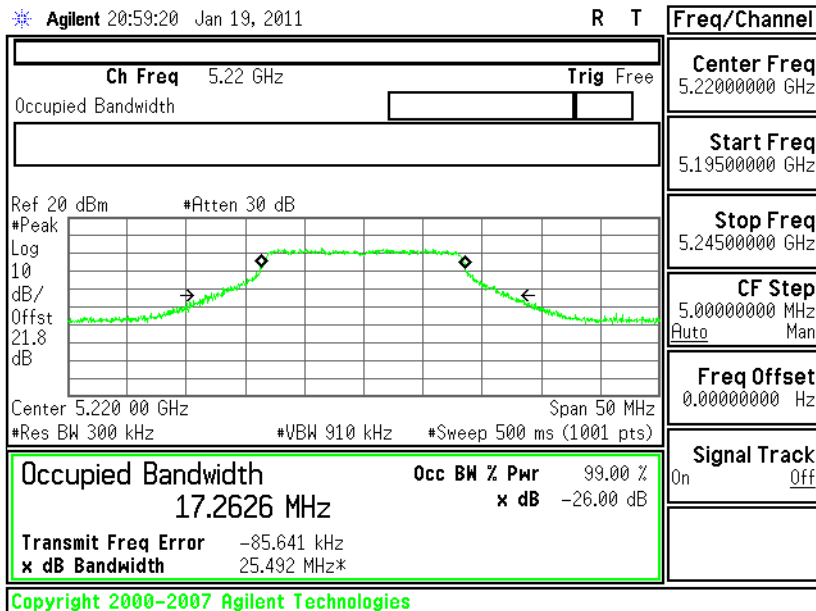 Agilent 20:59:20 Jan 19, 2011 R T
Freq/Channel
Ch Freq 5.22 GHz Trig Free
Occupied Bandwidth
Center Freq
5.22000000 GHz
Start Freq
5.19500000 GHz
Stop Freq
5.24500000 GHz
CF Step
5.00000000 MHz
Auto Man
Freq Offset
0.00000000 Hz
Signal Track
On Off
Ref 20 dBm #Atten 30 dB
#Peak
Log
10
dB/
Offst
21.8
dB
Center 5.220 00 GHz Span 50 MHz
#Res BW 300 kHz #VBW 910 kHz #Sweep 500 ms (1001 pts)
Occupied Bandwidth Occ BW % Pwr 99.00 %
17.2626 MHz x dB -26.00 dB
Transmit Freq Error -85.641 kHz
x dB Bandwidth 25.492 MHz*
Copyright 2000-2007 Agilent Technologies